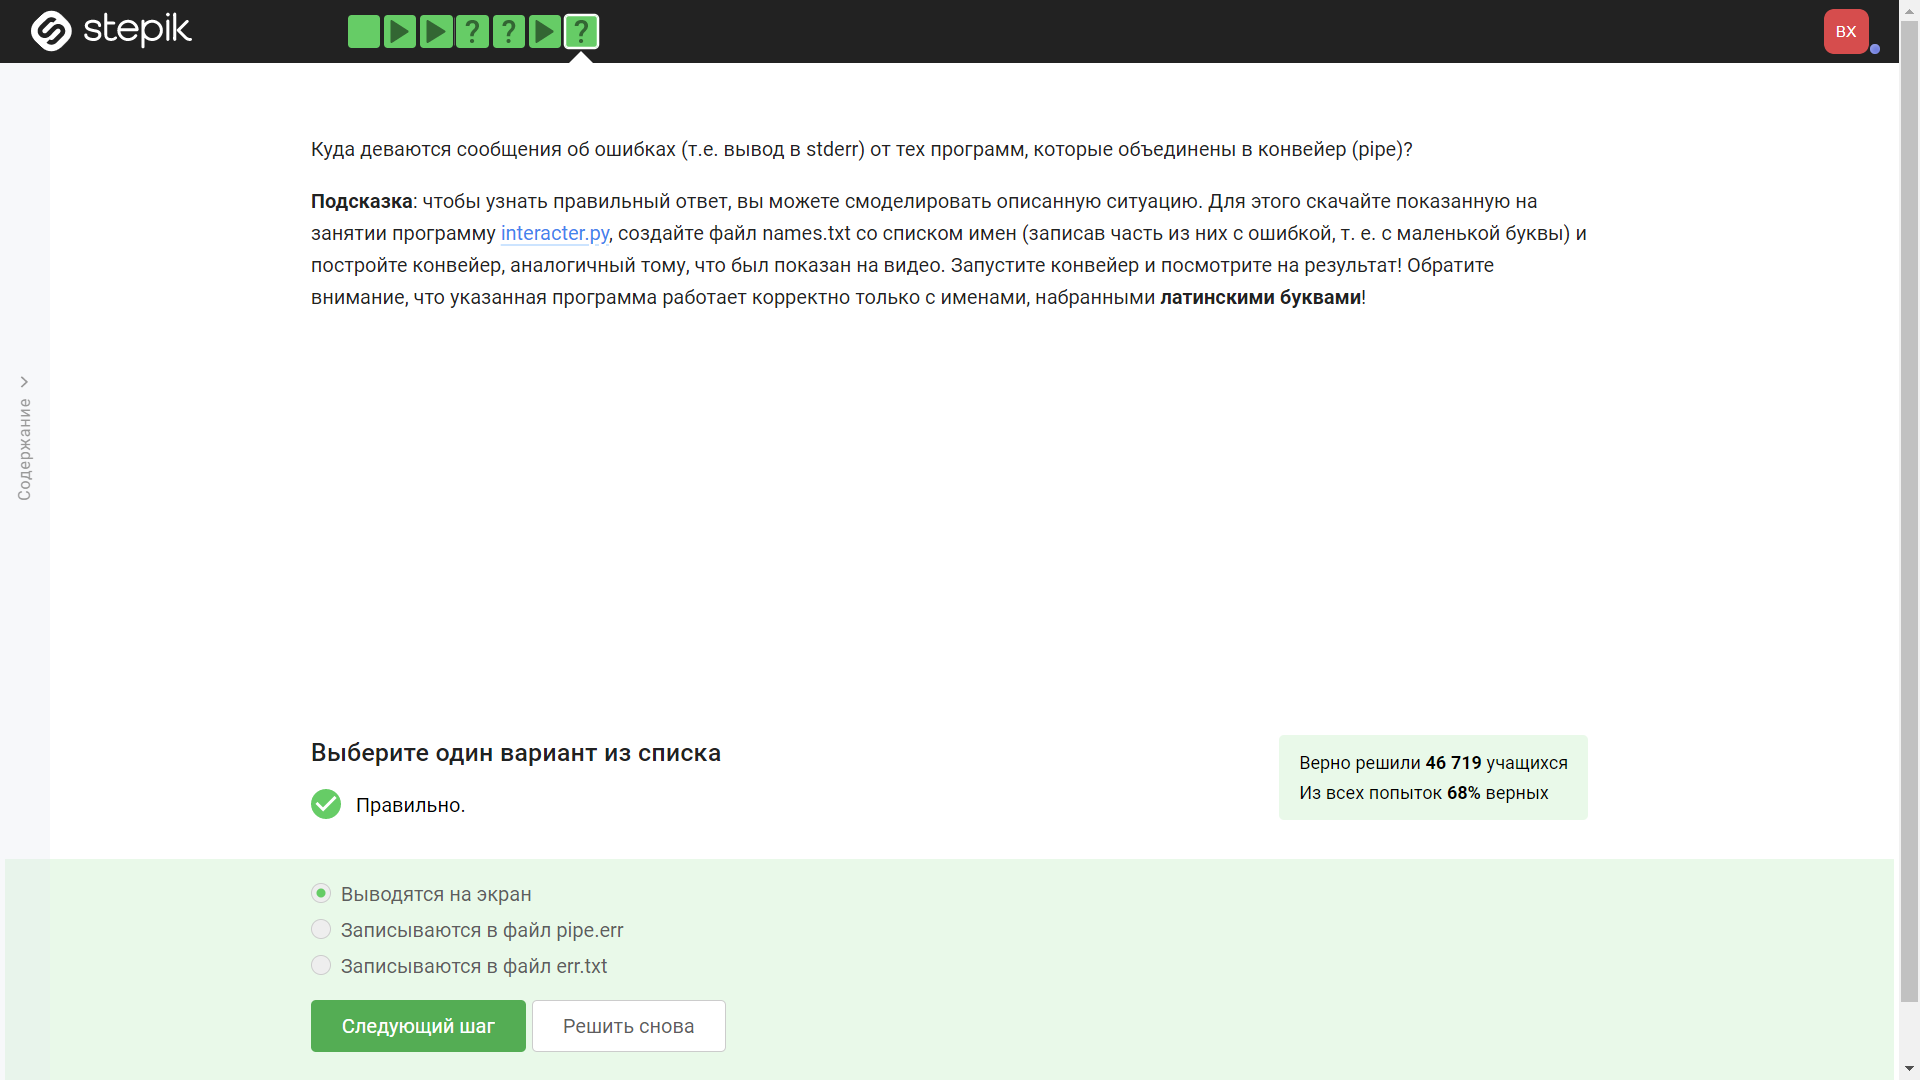 stepik
? ? ?
ВХ
Содержание
Куда деваются сообщения об ошибках (т.е. вывод в stderr) от тех программ, которые объединены в конвейер (pipe)?
Подсказка: чтобы узнать правильный ответ, вы можете смоделировать описанную ситуацию. Для этого скачайте показанную на
занятии программу interacter.py, создайте файл names.txt со списком имен (записав часть из них с ошибкой, т. е. с маленькой буквы) и
постройте конвейер, аналогичный тому, что был показан на видео. Запустите конвейер и посмотрите на результат! Обратите
внимание, что указанная программа работает корректно только с именами, набранными латинскими буквами!
Выберите один вариант из списка
Правильно.
Верно решили 46 719 учащихся
Из всех попыток 68% верных
Выводятся на экран
Записываются в файл pipe.err
Записываются в файл err.txt
Следующий шаг
Решить снова